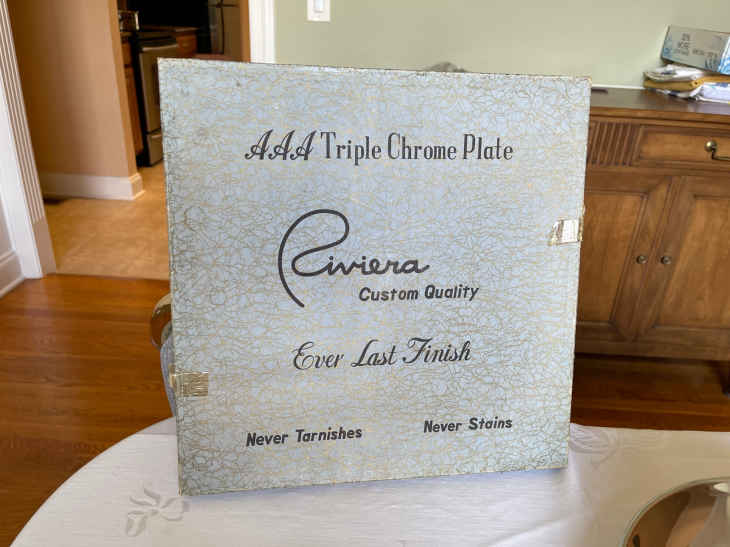 AAA Triple Chrome Plate
Riviera
Custom Quality
Ever Last Finish
Never Tarnishes Never Stains